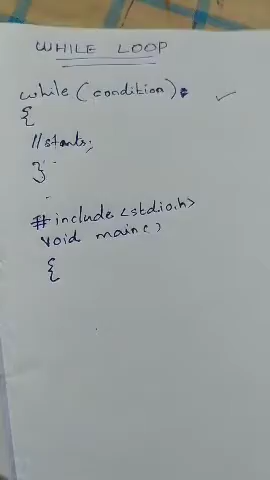 WHILE LOOP
while (condition);
{
//stmts;
}
#include <stdio.h>
void main()
{